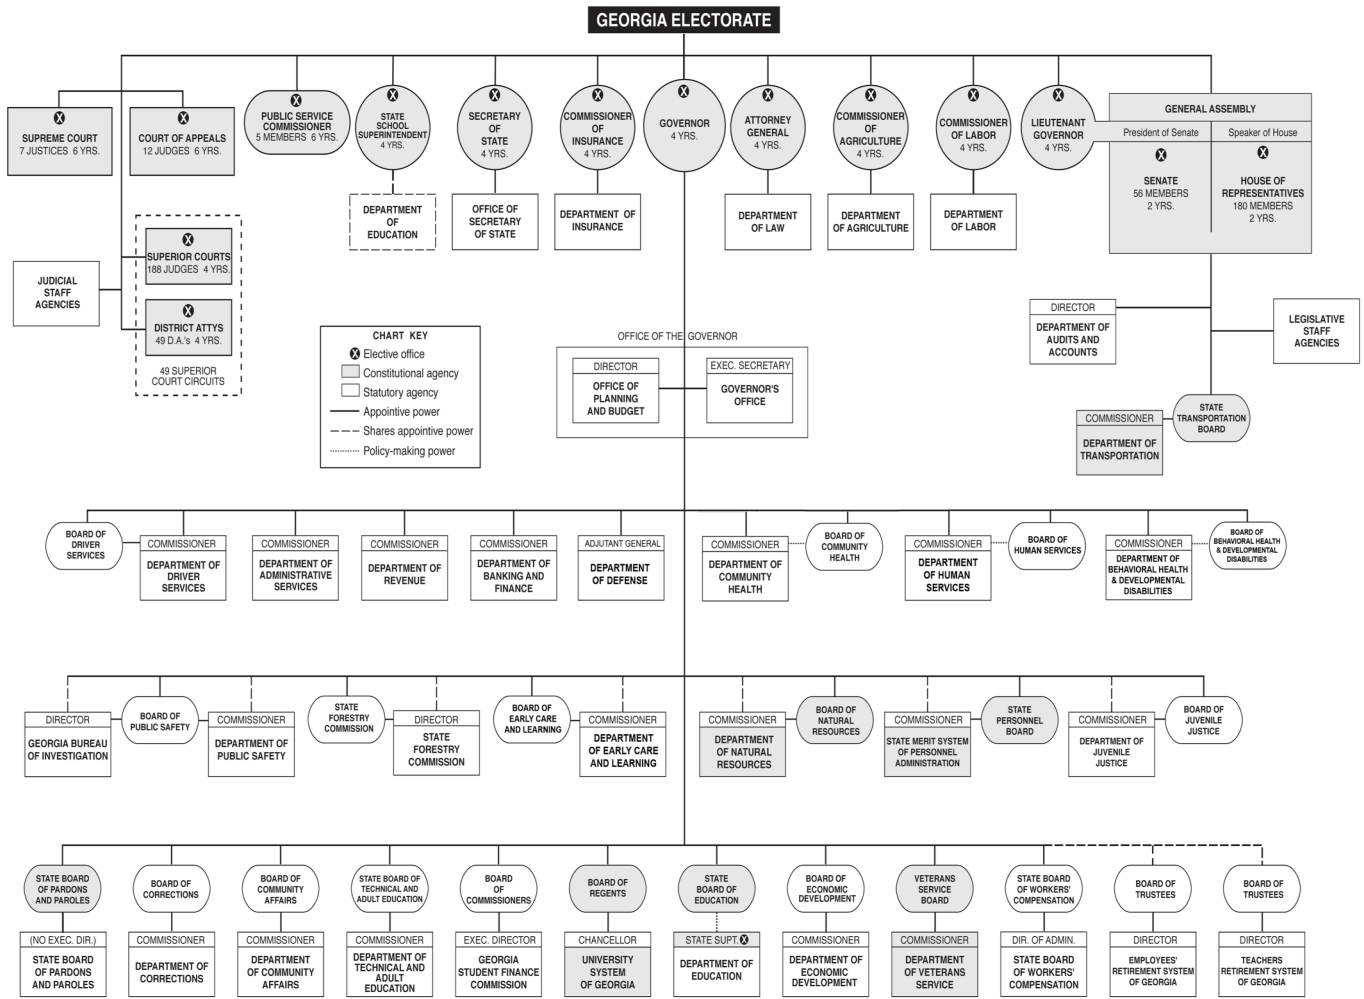 GEORGIA ELECTORATE
SUPREME COURT
7 JUSTICES 6 YRS.
COURT OF APPEALS
12 JUDGES 6 YRS.
PUBLIC SERVICE
COMMISSIONER
5 MEMBERS 6 YRS.
STATE
SCHOOL
SUPERINTENDENT
4 YRS.
SECRETARY
OF
STATE
4 YRS.
COMMISSIONER
OF
INSURANCE
4 YRS.
GOVERNOR
4 YRS.
ATTORNEY
GENERAL
4 YRS.
COMMISSIONER
OF
AGRICULTURE
4 YRS.
COMMISSIONER
OF LABOR
4 YRS.
LIEUTENANT
GOVERNOR
4 YRS.
GENERAL ASSEMBLY
President of Senate
Speaker of House
SENATE
56 MEMBERS
2 YRS.
HOUSE OF
REPRESENTATIVES
180 MEMBERS
2 YRS.
DEPARTMENT
OF
EDUCATION
OFFICE OF
SECRETARY
OF STATE
DEPARTMENT OF
INSURANCE
DEPARTMENT
OF LAW
DEPARTMENT
OF AGRICULTURE
DEPARTMENT
OF LABOR
JUDICIAL
STAFF
AGENCIES
SUPERIOR COURTS
188 JUDGES 4 YRS.
DISTRICT ATTYS
49 D.A.'s 4 YRS.
49 SUPERIOR
COURT CIRCUITS
CHART KEY
X Elective office
Constitutional agency
Statutory agency
Appointive power
Shares appointive power
Policy-making power
OFFICE OF THE GOVERNOR
DIRECTOR
OFFICE OF
PLANNING
AND BUDGET
EXEC. SECRETARY
GOVERNOR'S
OFFICE
DIRECTOR
DEPARTMENT OF
AUDITS AND
ACCOUNTS
LEGISLATIVE
STAFF
AGENCIES
COMMISSIONER
DEPARTMENT OF
TRANSPORTATION
STATE
TRANSPORTATION
BOARD
BOARD OF
DRIVER
SERVICES
COMMISSIONER
DEPARTMENT OF
DRIVER
SERVICES
COMMISSIONER
DEPARTMENT OF
ADMINISTRATIVE
SERVICES
COMMISSIONER
DEPARTMENT OF
REVENUE
COMMISSIONER
DEPARTMENT OF
BANKING AND
FINANCE
ADJUTANT GENERAL
DEPARTMENT
OF DEFENSE
COMMISSIONER
DEPARTMENT OF
COMMUNITY
HEALTH
BOARD OF
COMMUNITY
HEALTH
COMMISSIONER
DEPARTMENT
OF HUMAN
SERVICES
BOARD OF
HUMAN SERVICES
COMMISSIONER
DEPARTMENT OF
BEHAVIORAL HEALTH
& DEVELOPMENTAL
DISABILITIES
BOARD OF
BEHAVIORAL HEALTH
& DEVELOPMENTAL
DISABILITIES
DIRECTOR
GEORGIA BUREAU
OF INVESTIGATION
BOARD OF
PUBLIC SAFETY
COMMISSIONER
DEPARTMENT OF
PUBLIC SAFETY
STATE
FORESTRY
COMMISSION
DIRECTOR
STATE
FORESTRY
COMMISSION
BOARD OF
EARLY CARE
AND LEARNING
COMMISSIONER
DEPARTMENT
OF EARLY CARE
AND LEARNING
COMMISSIONER
DEPARTMENT
OF NATURAL
RESOURCES
BOARD OF
NATURAL
RESOURCES
COMMISSIONER
STATE MERIT SYSTEM
OF PERSONNEL
ADMINISTRATION
STATE
PERSONNEL
BOARD
COMMISSIONER
DEPARTMENT OF
JUVENILE
JUSTICE
BOARD OF
JUVENILE
JUSTICE
STATE BOARD
OF PARDONS
AND PAROLES
BOARD OF
CORRECTIONS
BOARD OF
COMMUNITY
AFFAIRS
STATE BOARD OF
TECHNICAL AND
ADULT EDUCATION
BOARD
OF
COMMISSIONERS
BOARD OF
REGENTS
STATE
BOARD OF
EDUCATION
BOARD OF
ECONOMIC
DEVELOPMENT
VETERANS
SERVICE
BOARD
STATE BOARD
OF WORKERS'
COMPENSATION
BOARD OF
TRUSTEES
BOARD OF
TRUSTEES
(NO EXEC. DIR.)
STATE BOARD
OF PARDONS
AND PAROLES
COMMISSIONER
DEPARTMENT OF
CORRECTIONS
COMMISSIONER
DEPARTMENT
OF COMMUNITY
AFFAIRS
COMMISSIONER
DEPARTMENT OF
TECHNICAL AND
ADULT
EDUCATION
EXEC. DIRECTOR
GEORGIA
STUDENT FINANCE
COMMISSION
CHANCELLOR
UNIVERSITY
SYSTEM
OF GEORGIA
STATE SUPT. X
DEPARTMENT OF
EDUCATION
COMMISSIONER
DEPARTMENT OF
ECONOMIC
DEVELOPMENT
COMMISSIONER
DEPARTMENT
OF VETERANS
SERVICE
DIR. OF ADMIN.
STATE BOARD
OF WORKERS'
COMPENSATION
DIRECTOR
EMPLOYEES'
RETIREMENT SYSTEM
OF GEORGIA
DIRECTOR
TEACHERS
RETIREMENT SYSTEM
OF GEORGIA